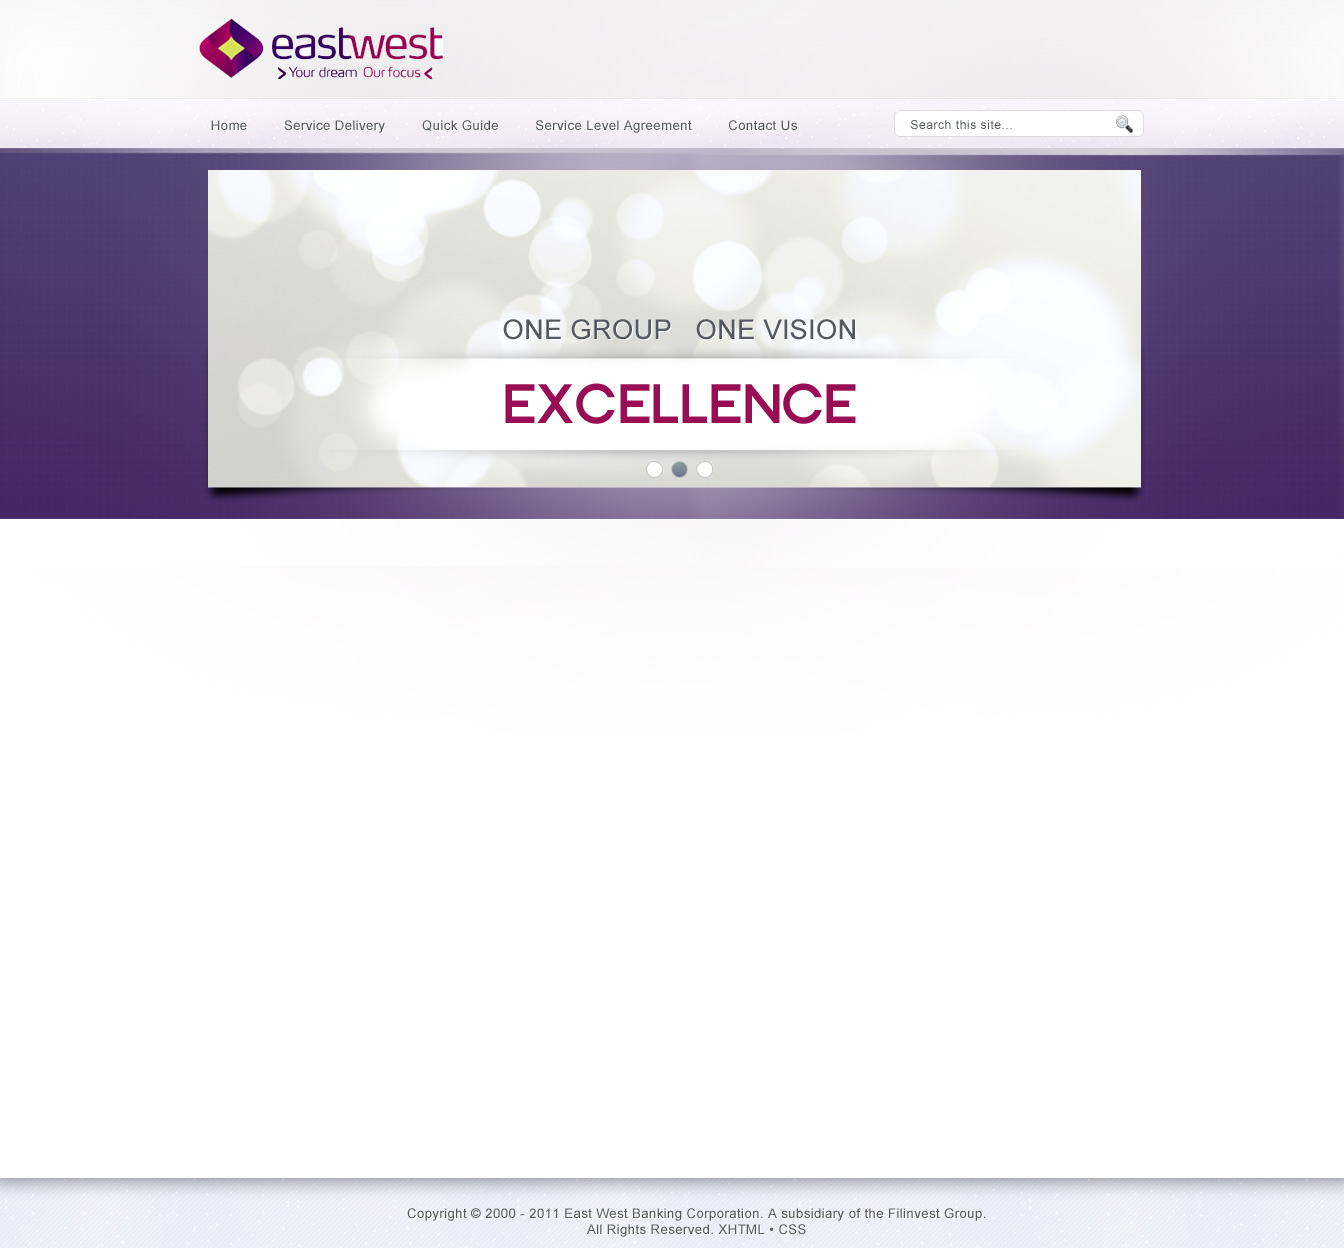 eastwest
Your dream Our focus
Home Service Delivery Quick Guide Service Level Agreement Contact Us Search this site...
ONE GROUP ONE VISION
EXCELLENCE
Copyright © 2000 - 2011 East West Banking Corporation. A subsidiary of the Filinvest Group.
All Rights Reserved. XHTML • CSS